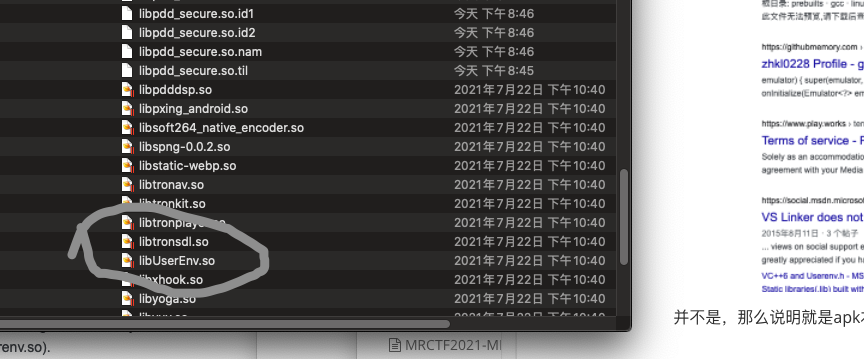 libpdd_secure.so.id1 今天 下午8:46
libpdd_secure.so.id2 今天 下午8:46
libpdd_secure.so.nam 今天 下午8:46
libpdd_secure.so.til 今天 下午8:45
libpdddsp.so 2021年7月22日 下午10:40
libpxing_android.so 2021年7月22日 下午10:40
libsoft264_native_encoder.so 2021年7月22日 下午10:40
libspng-0.0.2.so 2021年7月22日 下午10:40
libstatic-webp.so 2021年7月22日 下午10:40
libtronav.so 2021年7月22日 下午10:40
libtronkit.so 2021年7月22日 下午10:40
libtronplayer.so 2021年7月22日 下午10:40
libtronsdl.so 2021年7月22日 下午10:40
libUserEnv.so 2021年7月22日 下午10:40
libxhook.so 2021年7月22日 下午10:40
libyoga.so 2021年7月22日 下午10:40
renv.so).
MRCTF2021-MI
根目录: prebuilts · gcc · linu
此文件无法预览,请下载后查
https://githubmemory.com ›
zhkl0228 Profile - g
emulator) { super(emulator,
onInitialize(Emulator<?> em
https://www.play.works › ten
Terms of service - P
Solely as an accommodatio
agreement with your Media
https://social.msdn.microsof
VS Linker does not
2015年8月11日 · 3 个帖子
... views on social support e
greatly appreciated if you ha
VC++6 and Userenv.h - MS
Static libraries(.lib) built with
并不是，那么说明就是apk